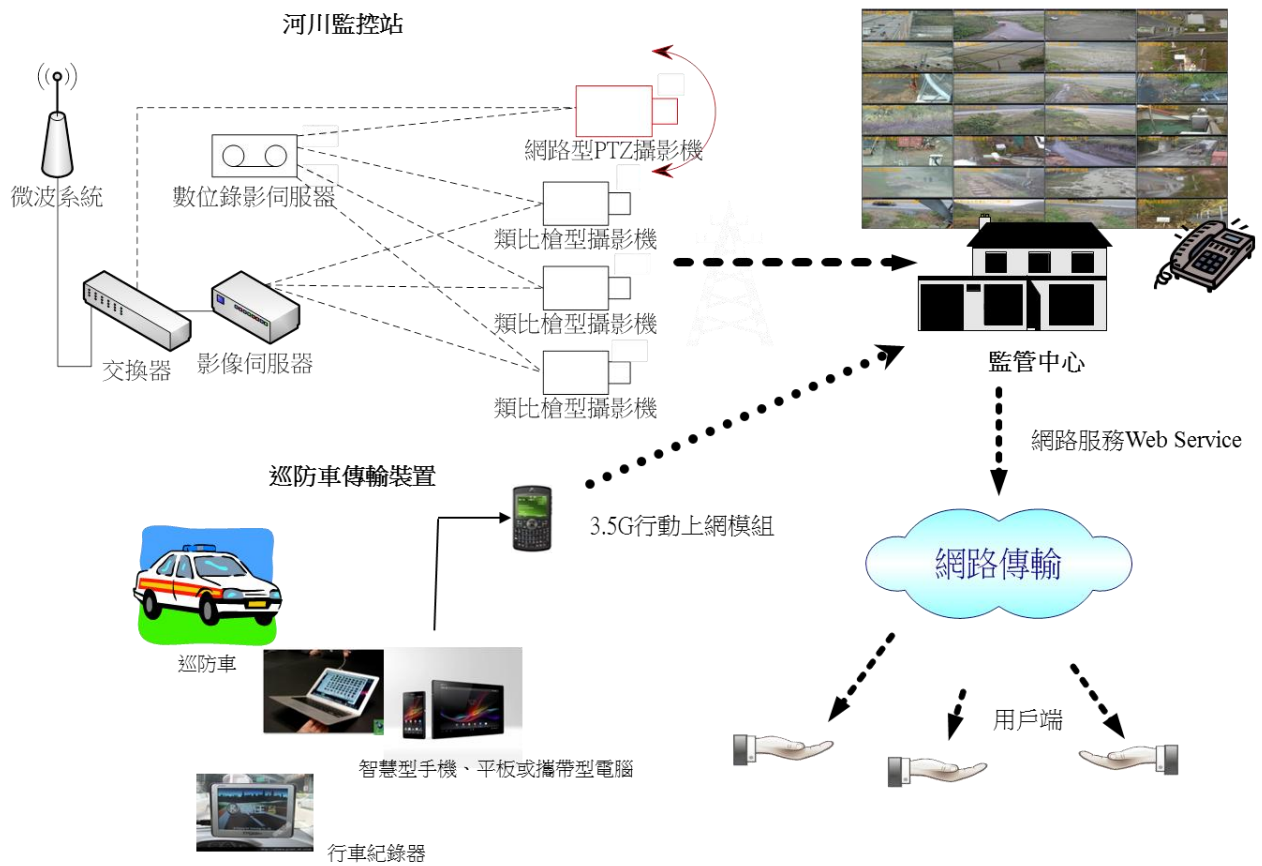 河川監控站
微波系統
數位錄影伺服器
網路型PTZ攝影機
類比槍型攝影機
類比槍型攝影機
類比槍型攝影機
交換器
影像伺服器
監管中心
網路服務Web Service
巡防車傳輸裝置
3.5G行動上網模組
網路傳輸
巡防車
用戶端
智慧型手機、平板或攜帶型電腦
行車紀錄器